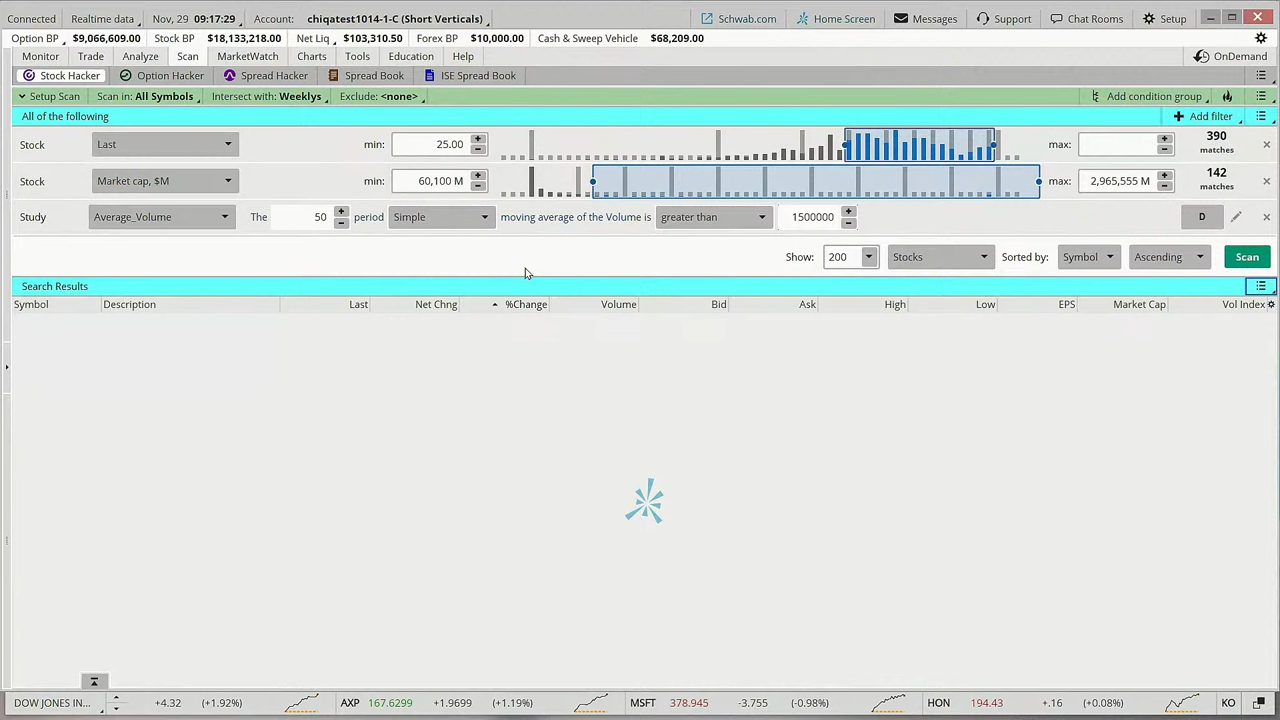 Connected Realtime data Nov, 29 09:17:29 Account: chiqatest1014-1-C (Short Verticals) Schwab.com Home Screen Messages Support Chat Rooms Setup
Option BP $9,066,609.00 Stock BP $18,133,218.00 Net Liq $103,310.50 Forex BP $10,000.00 Cash & Sweep Vehicle $68,209.00
Monitor Trade Analyze Scan MarketWatch Charts Tools Education Help OnDemand
Stock Hacker Option Hacker Spread Hacker Spread Book ISE Spread Book
Setup Scan Scan in: All Symbols Intersect with: Weeklys Exclude: <none> Add condition group
All of the following Add filter
Stock Last min: 25.00 max: 390 matches
Stock Market cap, $M min: 60,100 M max: 2,965,555 M 142 matches
Study Average_Volume The 50 period Simple moving average of the Volume is greater than 1500000 D
Show: 200 Stocks Sorted by: Symbol Ascending Scan
Search Results
Symbol Description Last Net Chng %Change Volume Bid Ask High Low EPS Market Cap Vol Index
DOW JONES IN... +4.32 (+1.92%) AXP 167.6299 +1.9699 (+1.19%) MSFT 378.945 -3.755 (-0.98%) HON 194.43 +.16 (+0.08%) KO